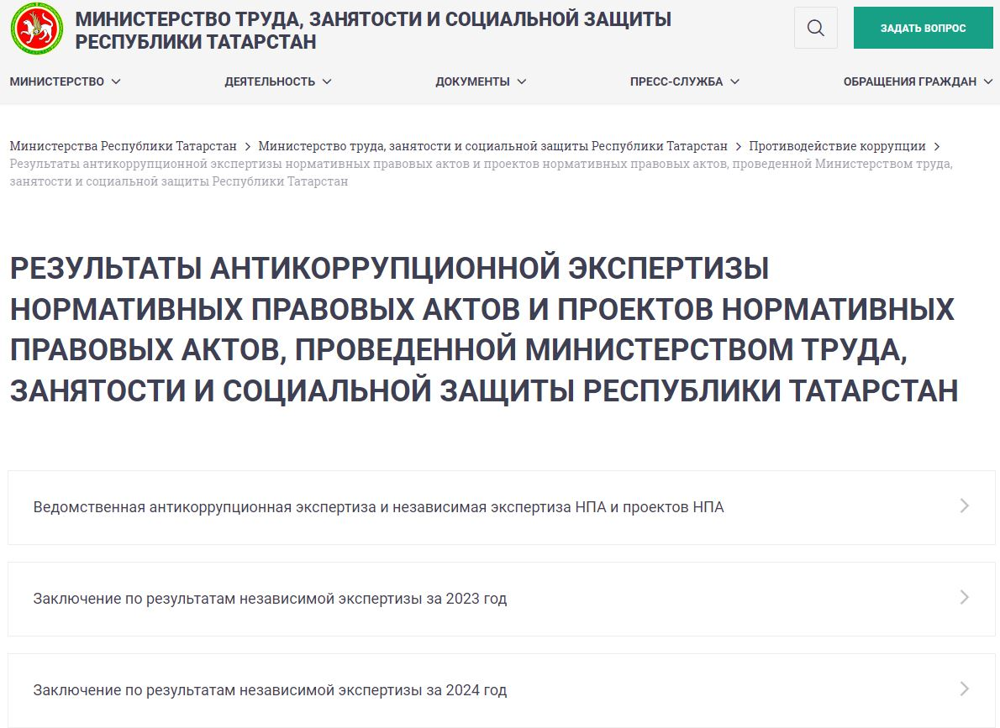 МИНИСТЕРСТВО ТРУДА, ЗАНЯТОСТИ И СОЦИАЛЬНОЙ ЗАЩИТЫ
РЕСПУБЛИКИ ТАТАРСТАН
ЗАДАТЬ ВОПРОС
МИНИСТЕРСТВО
ДЕЯТЕЛЬНОСТЬ
ДОКУМЕНТЫ
ПРЕСС-СЛУЖБА
ОБРАЩЕНИЯ ГРАЖДАН
Министерства Республики Татарстан > Министерство труда, занятости и социальной защиты Республики Татарстан > Противодействие коррупции >
Результаты антикоррупционной экспертизы нормативных правовых актов и проектов нормативных правовых актов, проведенной Министерством труда,
занятости и социальной защиты Республики Татарстан
РЕЗУЛЬТАТЫ АНТИКОРРУПЦИОННОЙ ЭКСПЕРТИЗЫ
НОРМАТИВНЫХ ПРАВОВЫХ АКТОВ И ПРОЕКТОВ НОРМАТИВНЫХ
ПРАВОВЫХ АКТОВ, ПРОВЕДЕННОЙ МИНИСТЕРСТВОМ ТРУДА,
ЗАНЯТОСТИ И СОЦИАЛЬНОЙ ЗАЩИТЫ РЕСПУБЛИКИ ТАТАРСТАН
Ведомственная антикоррупционная экспертиза и независимая экспертиза НПА и проектов НПА
Заключение по результатам независимой экспертизы за 2023 год
Заключение по результатам независимой экспертизы за 2024 год